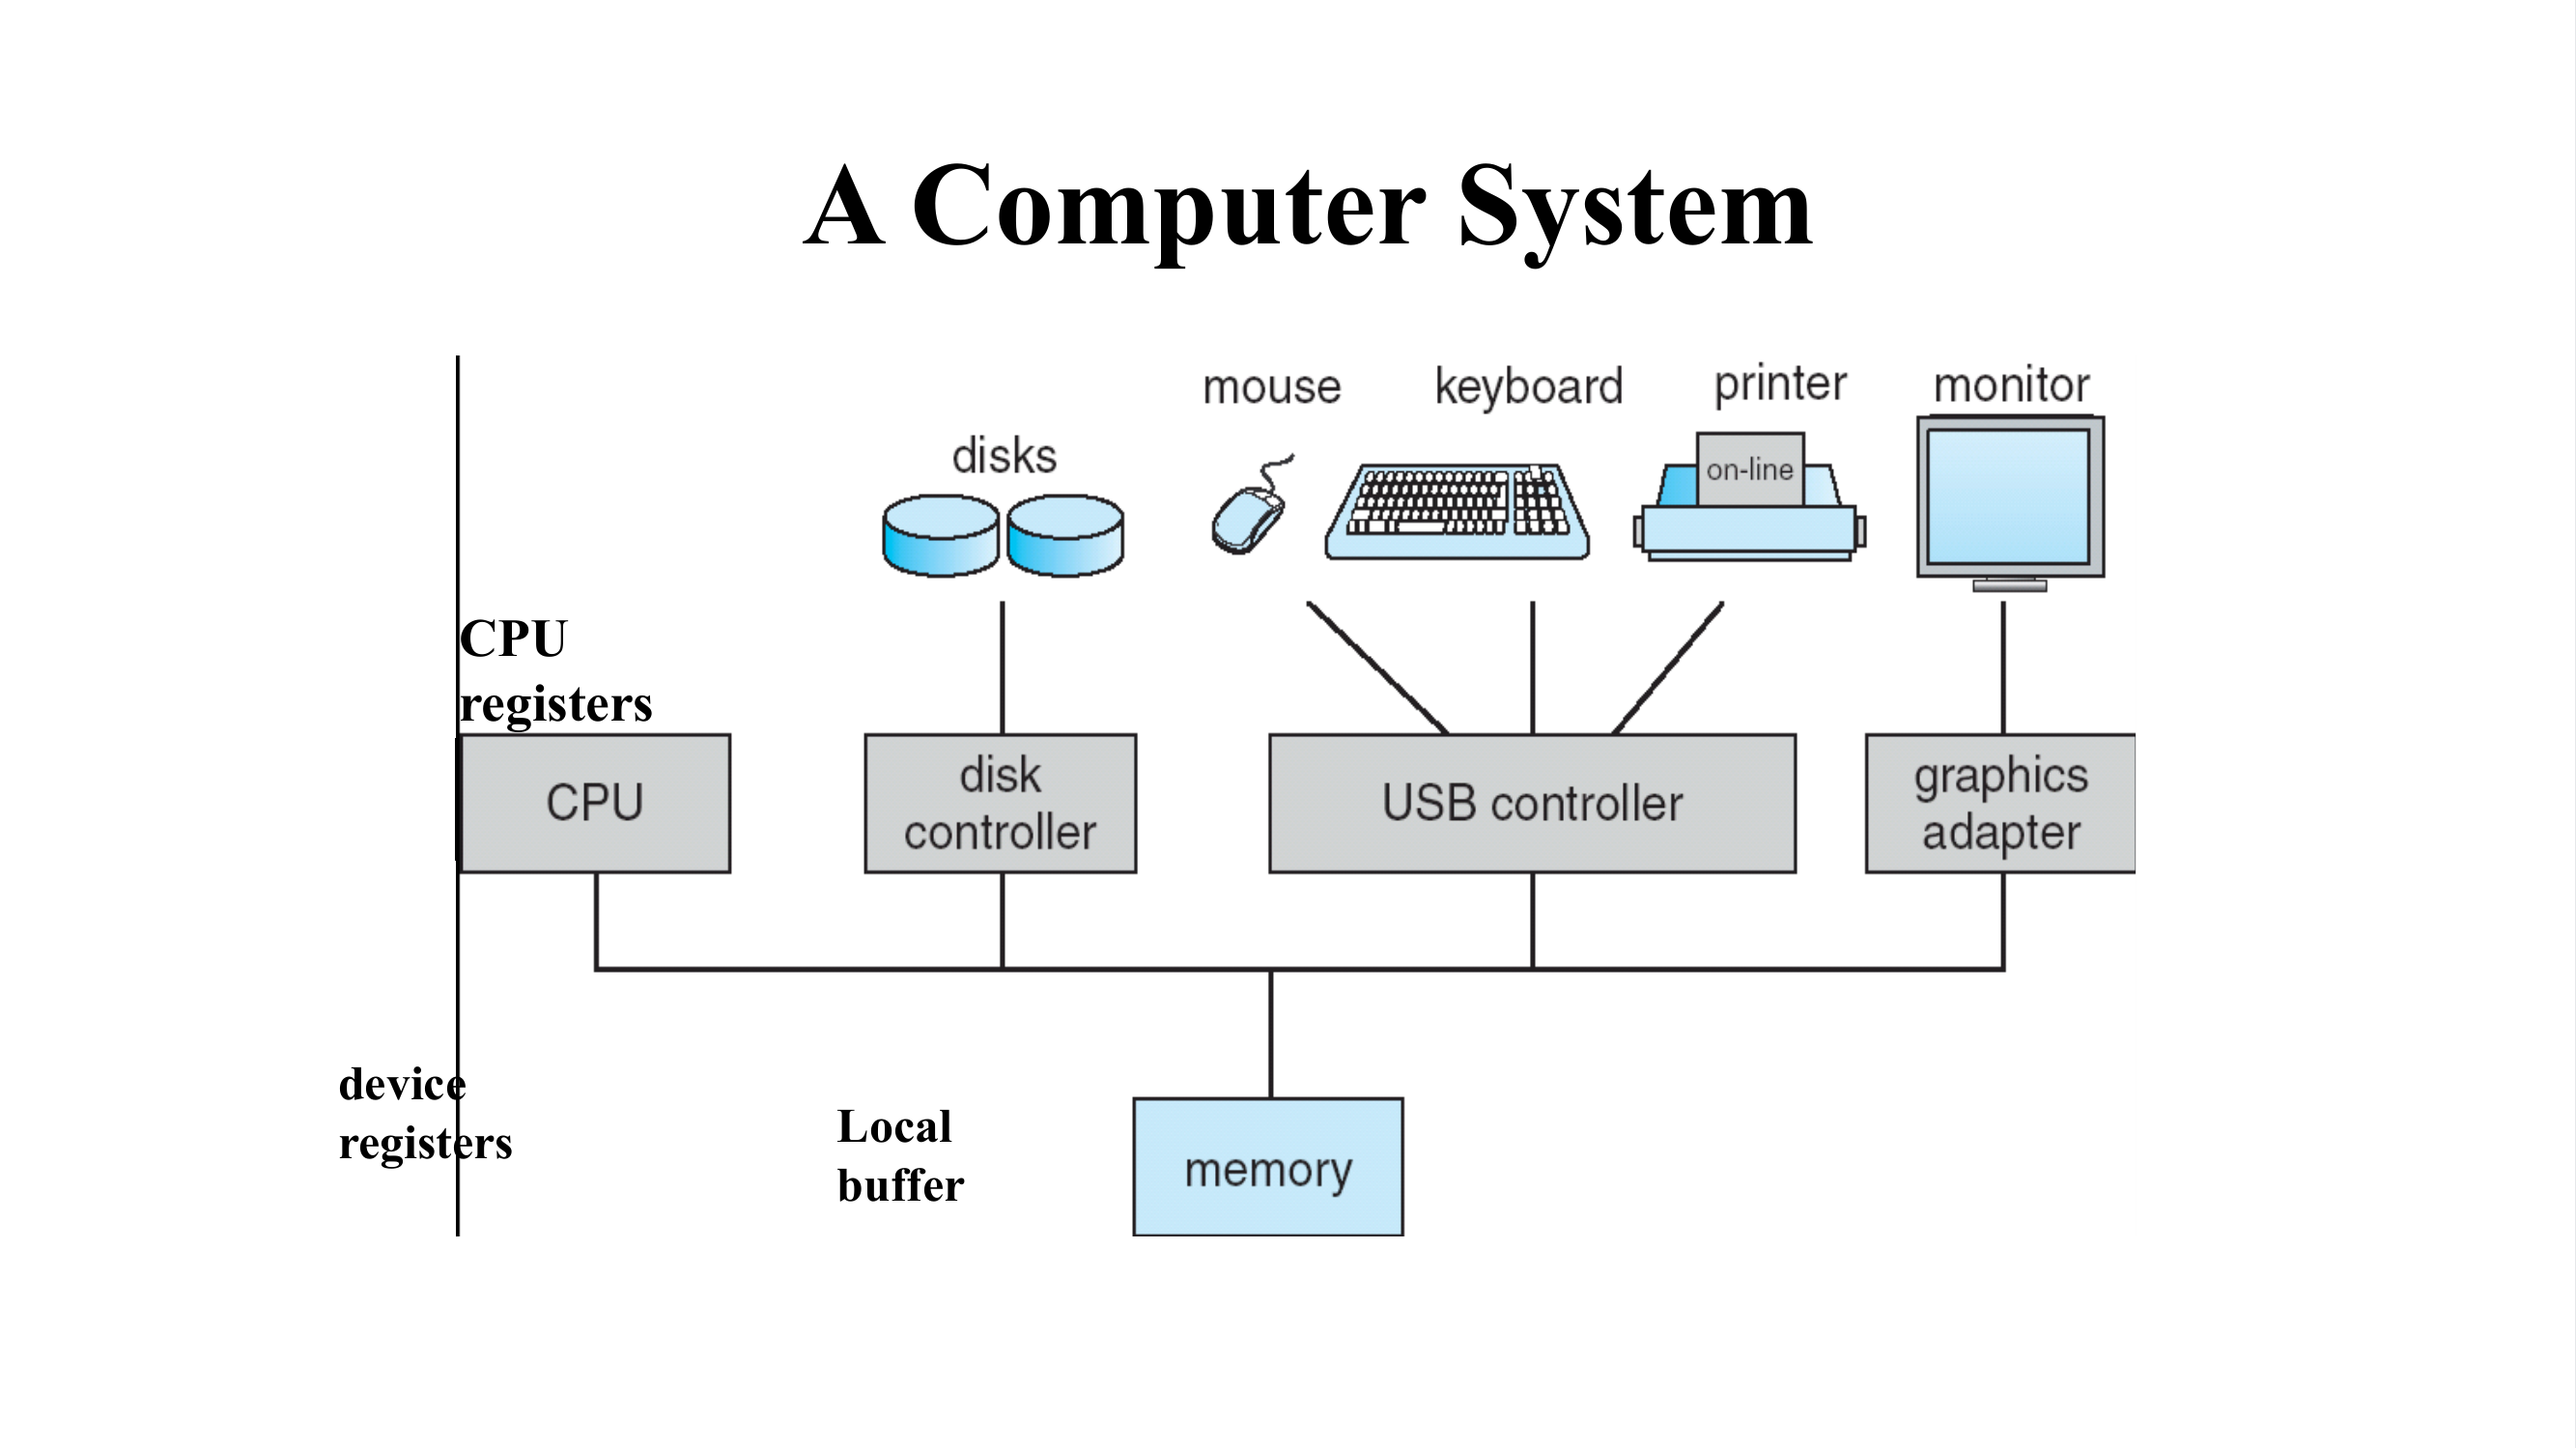 A Computer System
mouse
keyboard
printer
monitor
disks
on-line
CPU
registers
CPU
disk
controller
USB controller
graphics
adapter
device
registers
Local
buffer
memory